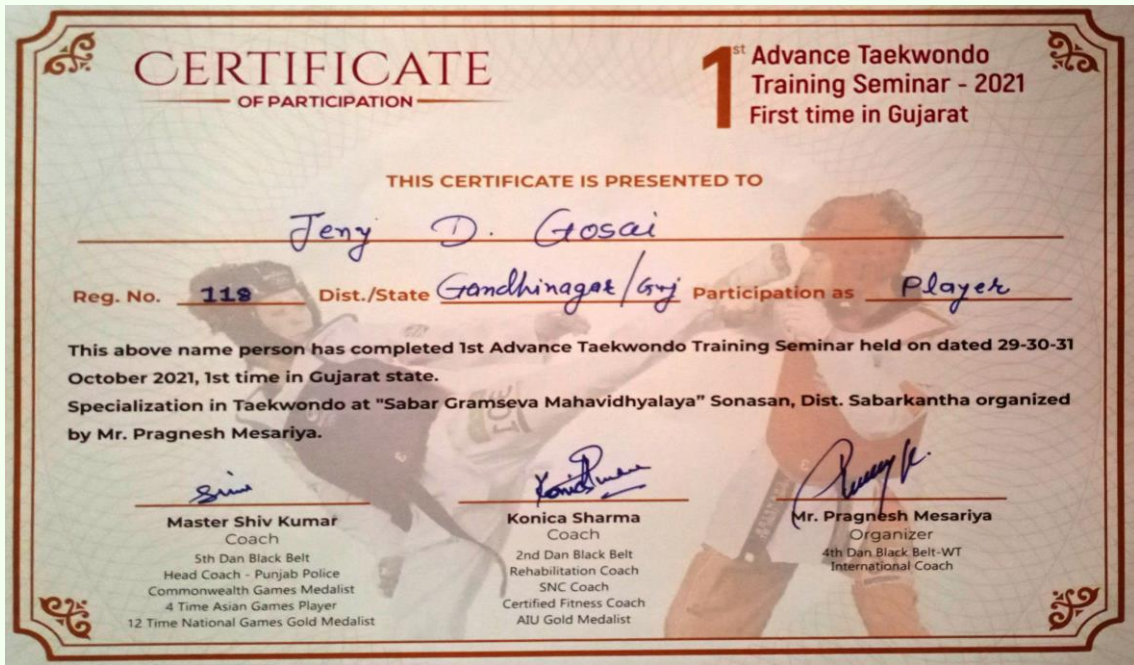 CERTIFICATE
OF PARTICIPATION
1st Advance Taekwondo
Training Seminar - 2021
First time in Gujarat
THIS CERTIFICATE IS PRESENTED TO
Jeny D. Gosai
Reg. No. 118 Dist./State Gandhinagar/Guj Participation as Player
This above name person has completed 1st Advance Taekwondo Training Seminar held on dated 29-30-31
October 2021, 1st time in Gujarat state.
Specialization in Taekwondo at "Sabar Gramseva Mahavidhyalaya" Sonasan, Dist. Sabarkantha organized
by Mr. Pragnesh Mesariya.
Master Shiv Kumar
Coach
5th Dan Black Belt
Head Coach - Punjab Police
Commonwealth Games Medalist
4 Time Asian Games Player
12 Time National Games Gold Medalist
Konica Sharma
Coach
2nd Dan Black Belt
Rehabilitation Coach
SNC Coach
Certified Fitness Coach
AIU Gold Medalist
Mr. Pragnesh Mesariya
Organizer
4th Dan Black Belt-WT
International Coach